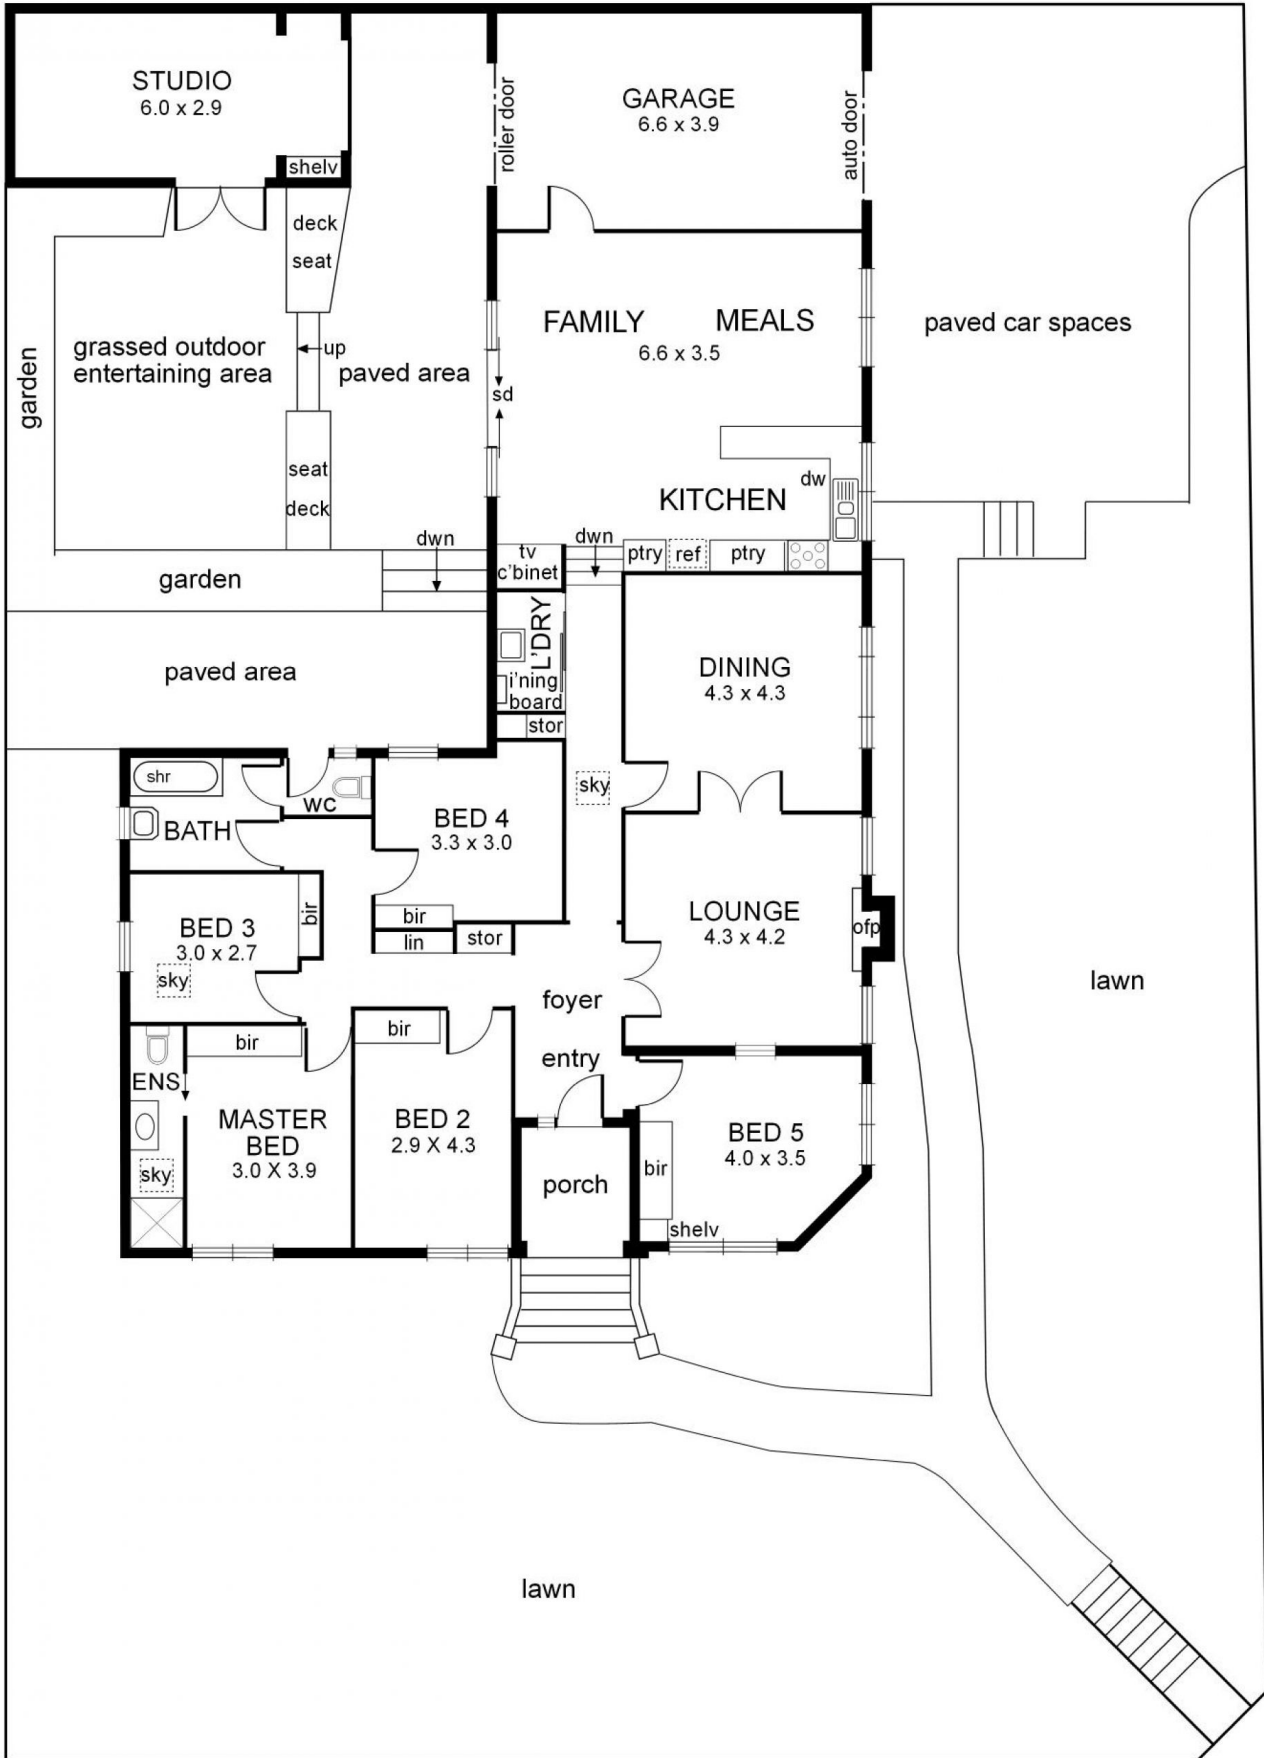 STUDIO
6.0 x 2.9
shelv
roller door
GARAGE
6.6 x 3.9
auto door
deck
seat
garden
grassed outdoor
entertaining area
up
paved area
seat
deck
sd
FAMILY
MEALS
6.6 x 3.5
paved car spaces
dw
KITCHEN
dwn
garden
tv
c'binet
dwn
ptry
ref
ptry
paved area
L'DRY
i'ning
board
stor
DINING
4.3 x 4.3
sky
shr
BATH
WC
BED 4
3.3 x 3.0
bir
lin
stor
BED 3
3.0 x 2.7
bir
sky
LOUNGE
4.3 x 4.2
ofp
lawn
foyer
entry
bir
bir
ENS
sky
MASTER
BED
3.0 X 3.9
BED 2
2.9 X 4.3
porch
BED 5
4.0 x 3.5
bir
shelv
lawn